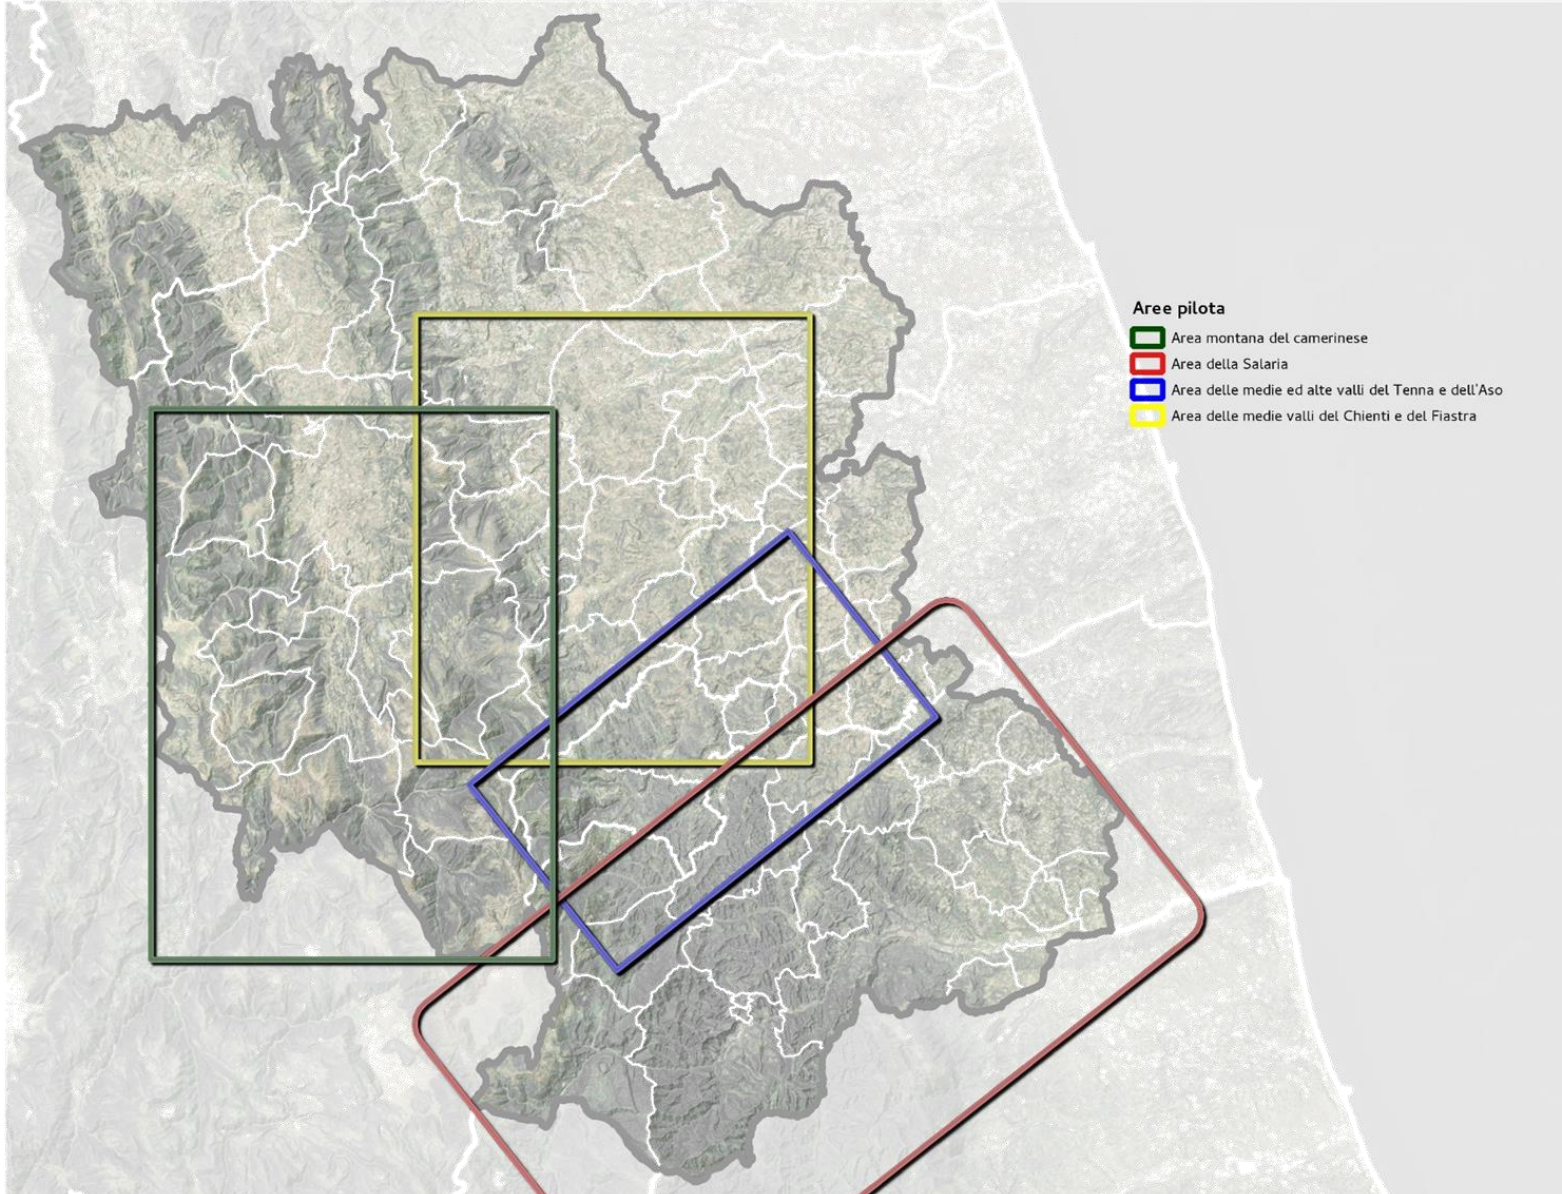 Aree pilota
Area montana del camerinese
Area della Salaria
Area delle medie ed alte valli del Tenna e dell'Aso
Area delle medie valli del Chienti e del Fiastra